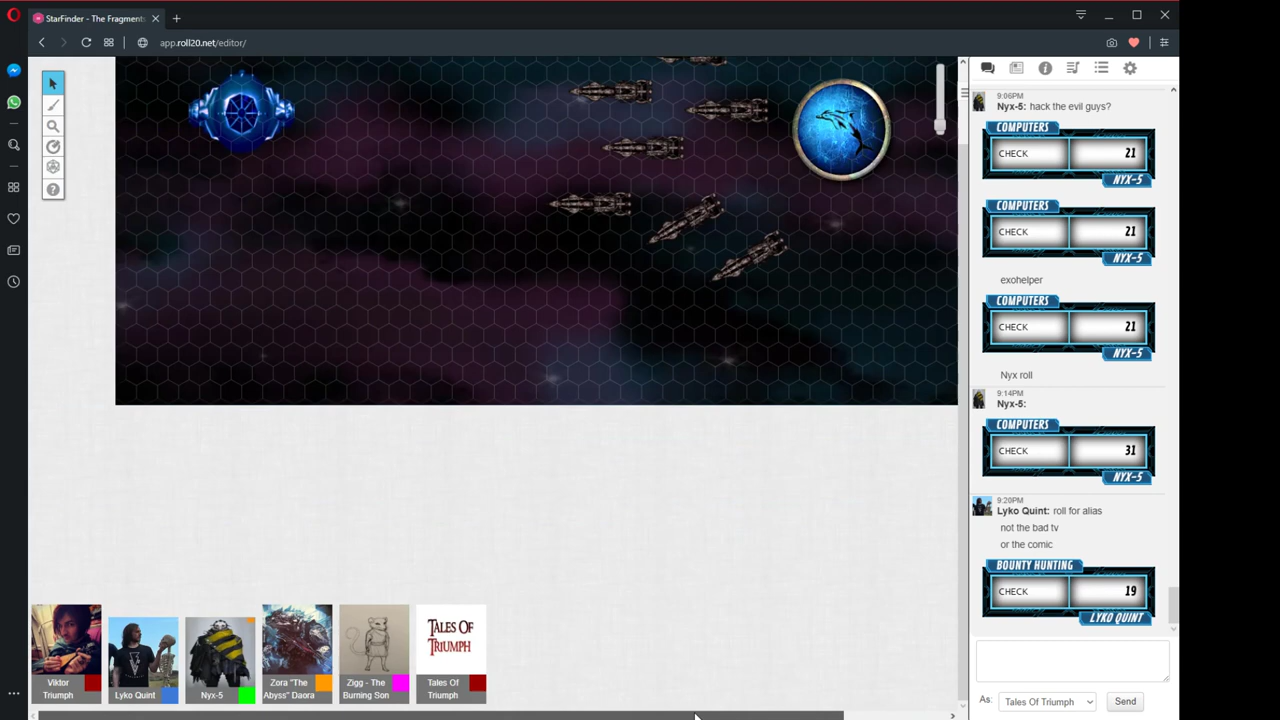 StarFinder - The Fragments
app.roll20.net/editor/
9:06PM
Nyx-5: hack the evil guys?
COMPUTERS
CHECK 21
NYX-5
COMPUTERS
CHECK 21
NYX-5
exohelper
COMPUTERS
CHECK 21
NYX-5
Nyx roll
9:14PM
Nyx-5:
COMPUTERS
CHECK 31
NYX-5
9:20PM
Lyko Quint: roll for alias
not the bad tv
or the comic
BOUNTY HUNTING
CHECK 19
LYKO QUINT
TALES OF
TRIUMPH
Viktor
Triumph
Lyko Quint
Nyx-5
Zora "The
Abyss" Daora
Zigg - The
Burning Son
Tales Of
Triumph
As: Tales Of Triumph Send